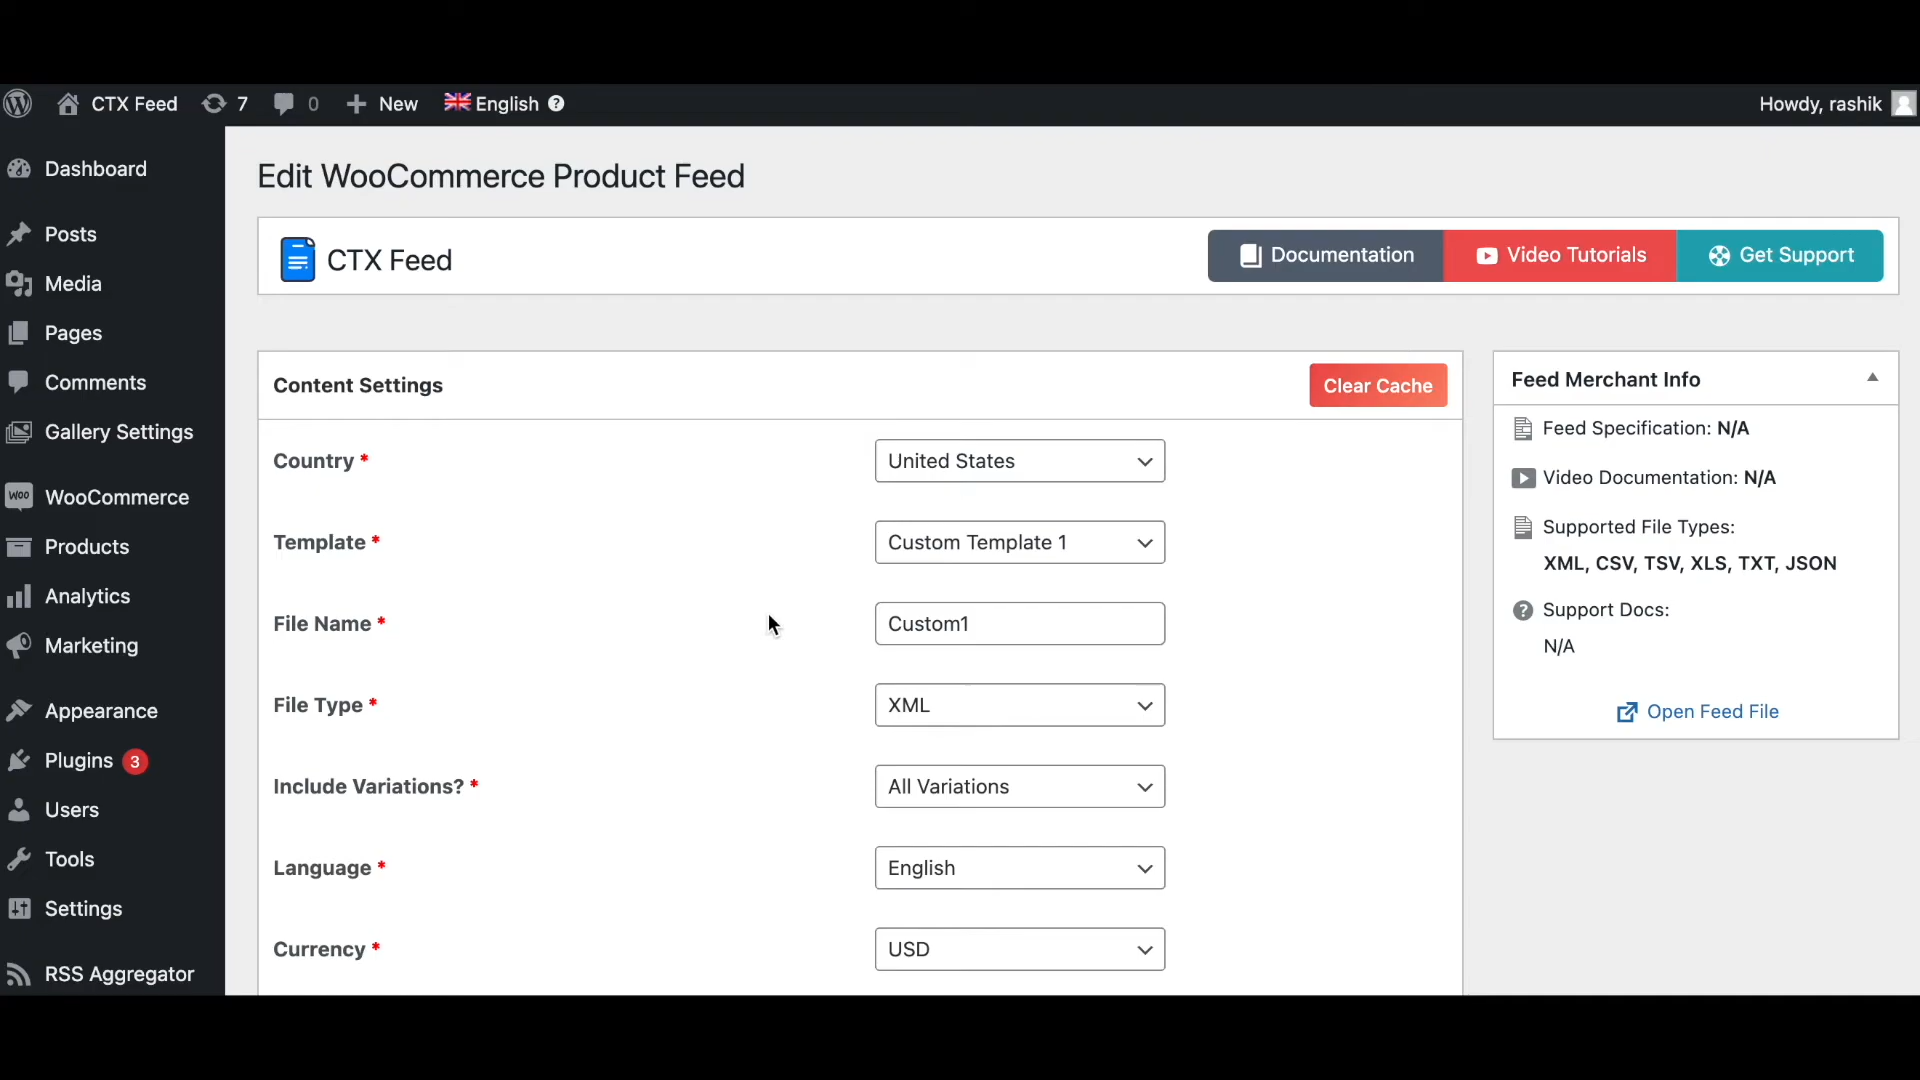 CTX Feed 7 0 New English ? Howdy, rashik
Dashboard
Posts
Media
Pages
Comments
Gallery Settings
WOO WooCommerce
Products
Analytics
Marketing
Appearance
Plugins 3
Users
Tools
Settings
RSS Aggregator
Edit WooCommerce Product Feed
CTX Feed
Documentation
Video Tutorials
Get Support
Content Settings
Clear Cache
Country * United States
Template * Custom Template 1
File Name * Custom1
File Type * XML
Include Variations? * All Variations
Language * English
Currency * USD
Feed Merchant Info
Feed Specification: N/A
Video Documentation: N/A
Supported File Types:
XML, CSV, TSV, XLS, TXT, JSON
? Support Docs:
N/A
Open Feed File